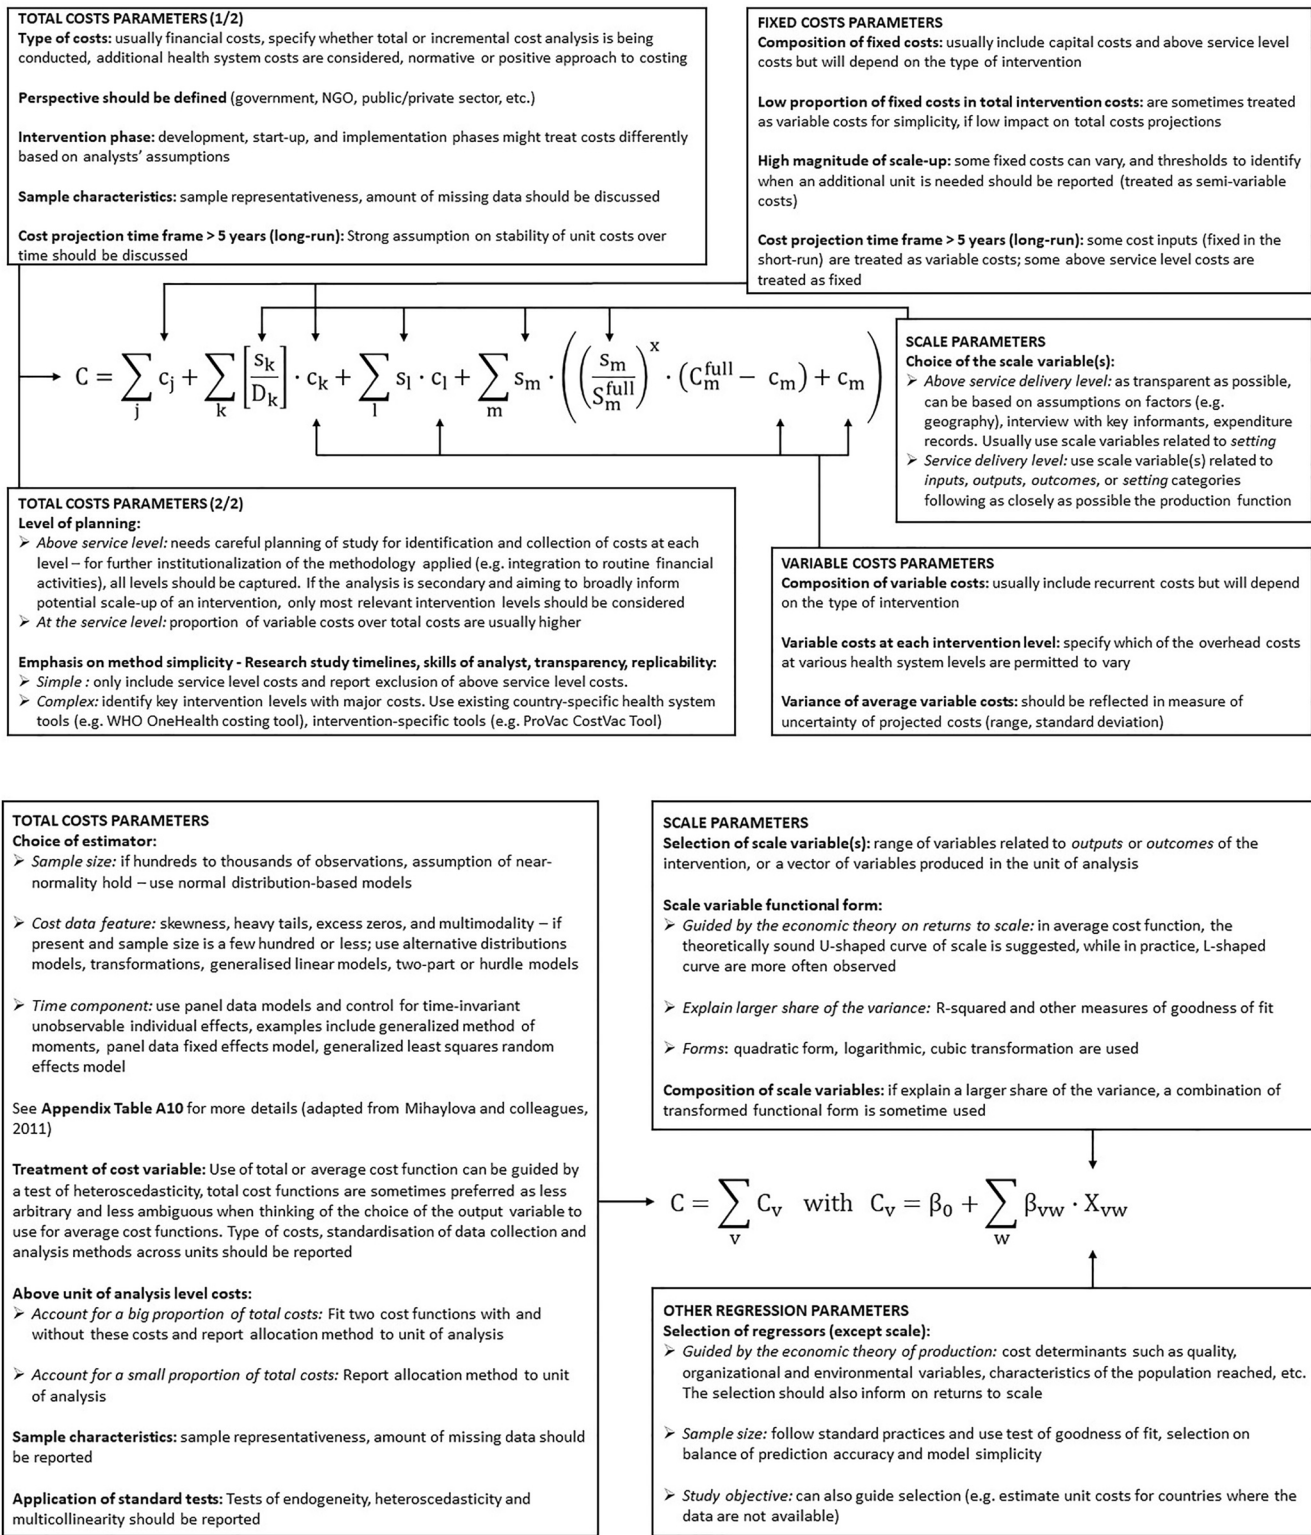 TOTAL COSTS PARAMETERS (1/2)
Type of costs: usually financial costs, specify whether total or incremental cost analysis is being
conducted, additional health system costs are considered, normative or positive approach to costing
Perspective should be defined (government, NGO, public/private sector, etc.)
Intervention phase: development, start-up, and implementation phases might treat costs differently
based on analysts' assumptions
Sample characteristics: sample representativeness, amount of missing data should be discussed
Cost projection time frame > 5 years (long-run): Strong assumption on stability of unit costs over
time should be discussed
FIXED COSTS PARAMETERS
Composition of fixed costs: usually include capital costs and above service level
costs but will depend on the type of intervention
Low proportion of fixed costs in total intervention costs: are sometimes treated
as variable costs for simplicity, if low impact on total costs projections
High magnitude of scale-up: some fixed costs can vary, and thresholds to identify
when an additional unit is needed should be reported (treated as semi-variable
costs)
Cost projection time frame > 5 years (long-run): some cost inputs (fixed in the
short-run) are treated as variable costs; some above service level costs are
treated as fixed
C = ∑_j c_j + ∑_k [s_k / D_k] · c_k + ∑_l s_l · c_l + ∑_m s_m · ((s_m / S_m^full)^x · (C_m^full − c_m) + c_m)
SCALE PARAMETERS
Choice of the scale variable(s):
➢ Above service delivery level: as transparent as possible,
can be based on assumptions on factors (e.g.
geography), interview with key informants, expenditure
records. Usually use scale variables related to setting
➢ Service delivery level: use scale variable(s) related to
inputs, outputs, outcomes, or setting categories
following as closely as possible the production function
TOTAL COSTS PARAMETERS (2/2)
Level of planning:
➢ Above service level: needs careful planning of study for identification and collection of costs at each
level – for further institutionalization of the methodology applied (e.g. integration to routine financial
activities), all levels should be captured. If the analysis is secondary and aiming to broadly inform
potential scale-up of an intervention, only most relevant intervention levels should be considered
➢ At the service level: proportion of variable costs over total costs are usually higher
Emphasis on method simplicity - Research study timelines, skills of analyst, transparency, replicability:
➢ Simple : only include service level costs and report exclusion of above service level costs.
➢ Complex: identify key intervention levels with major costs. Use existing country-specific health system
tools (e.g. WHO OneHealth costing tool), intervention-specific tools (e.g. ProVac CostVac Tool)
VARIABLE COSTS PARAMETERS
Composition of variable costs: usually include recurrent costs but will depend
on the type of intervention
Variable costs at each intervention level: specify which of the overhead costs
at various health system levels are permitted to vary
Variance of average variable costs: should be reflected in measure of
uncertainty of projected costs (range, standard deviation)
TOTAL COSTS PARAMETERS
Choice of estimator:
➢ Sample size: if hundreds to thousands of observations, assumption of near-
normality hold – use normal distribution-based models
➢ Cost data feature: skewness, heavy tails, excess zeros, and multimodality – if
present and sample size is a few hundred or less; use alternative distributions
models, transformations, generalised linear models, two-part or hurdle models
➢ Time component: use panel data models and control for time-invariant
unobservable individual effects, examples include generalized method of
moments, panel data fixed effects model, generalized least squares random
effects model
See Appendix Table A10 for more details (adapted from Mihaylova and colleagues,
2011)
Treatment of cost variable: Use of total or average cost function can be guided by
a test of heteroscedasticity, total cost functions are sometimes preferred as less
arbitrary and less ambiguous when thinking of the choice of the output variable to
use for average cost functions. Type of costs, standardisation of data collection and
analysis methods across units should be reported
Above unit of analysis level costs:
➢ Account for a big proportion of total costs: Fit two cost functions with and
without these costs and report allocation method to unit of analysis
➢ Account for a small proportion of total costs: Report allocation method to unit
of analysis
Sample characteristics: sample representativeness, amount of missing data should
be reported
Application of standard tests: Tests of endogeneity, heteroscedasticity and
multicollinearity should be reported
SCALE PARAMETERS
Selection of scale variable(s): range of variables related to outputs or outcomes of the
intervention, or a vector of variables produced in the unit of analysis
Scale variable functional form:
➢ Guided by the economic theory on returns to scale: in average cost function, the
theoretically sound U-shaped curve of scale is suggested, while in practice, L-shaped
curve are more often observed
➢ Explain larger share of the variance: R-squared and other measures of goodness of fit
➢ Forms: quadratic form, logarithmic, cubic transformation are used
Composition of scale variables: if explain a larger share of the variance, a combination of
transformed functional form is sometime used
C = ∑_v C_v with C_v = β_0 + ∑_w β_vw · X_vw
OTHER REGRESSION PARAMETERS
Selection of regressors (except scale):
➢ Guided by the economic theory of production: cost determinants such as quality,
organizational and environmental variables, characteristics of the population reached, etc.
The selection should also inform on returns to scale
➢ Sample size: follow standard practices and use test of goodness of fit, selection on
balance of prediction accuracy and model simplicity
➢ Study objective: can also guide selection (e.g. estimate unit costs for countries where the
data are not available)